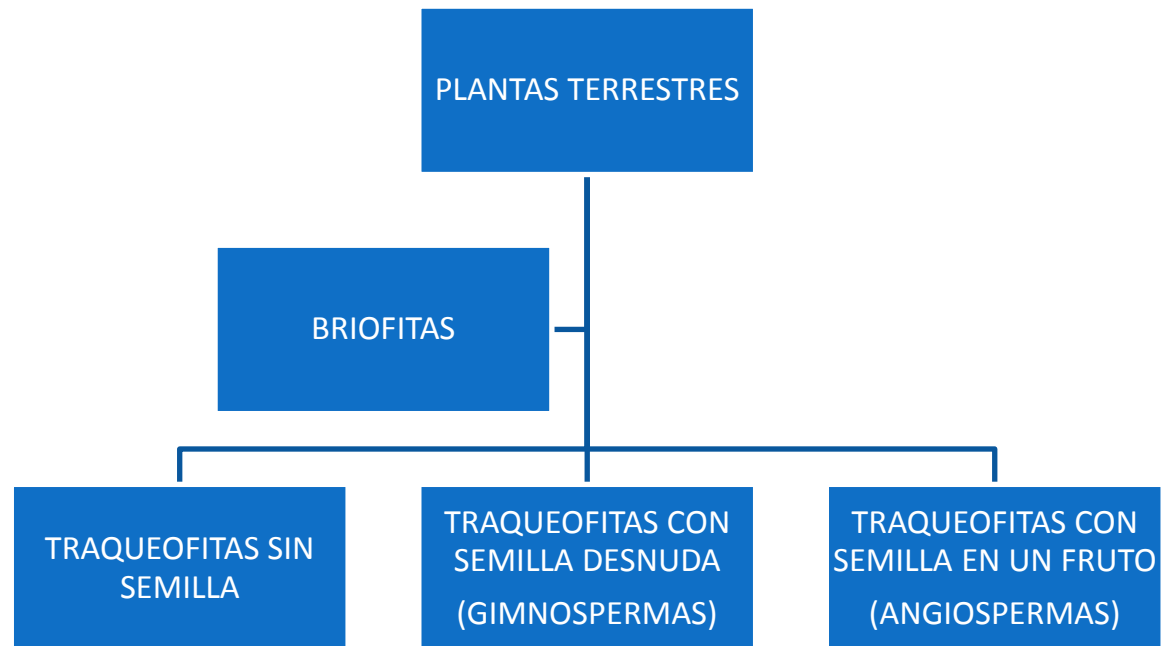 PLANTAS TERRESTRES
BRIOFITAS
TRAQUEOFITAS SIN
SEMILLA
TRAQUEOFITAS CON
SEMILLA DESNUDA
(GIMNOSPERMAS)
TRAQUEOFITAS CON
SEMILLA EN UN FRUTO
(ANGIOSPERMAS)